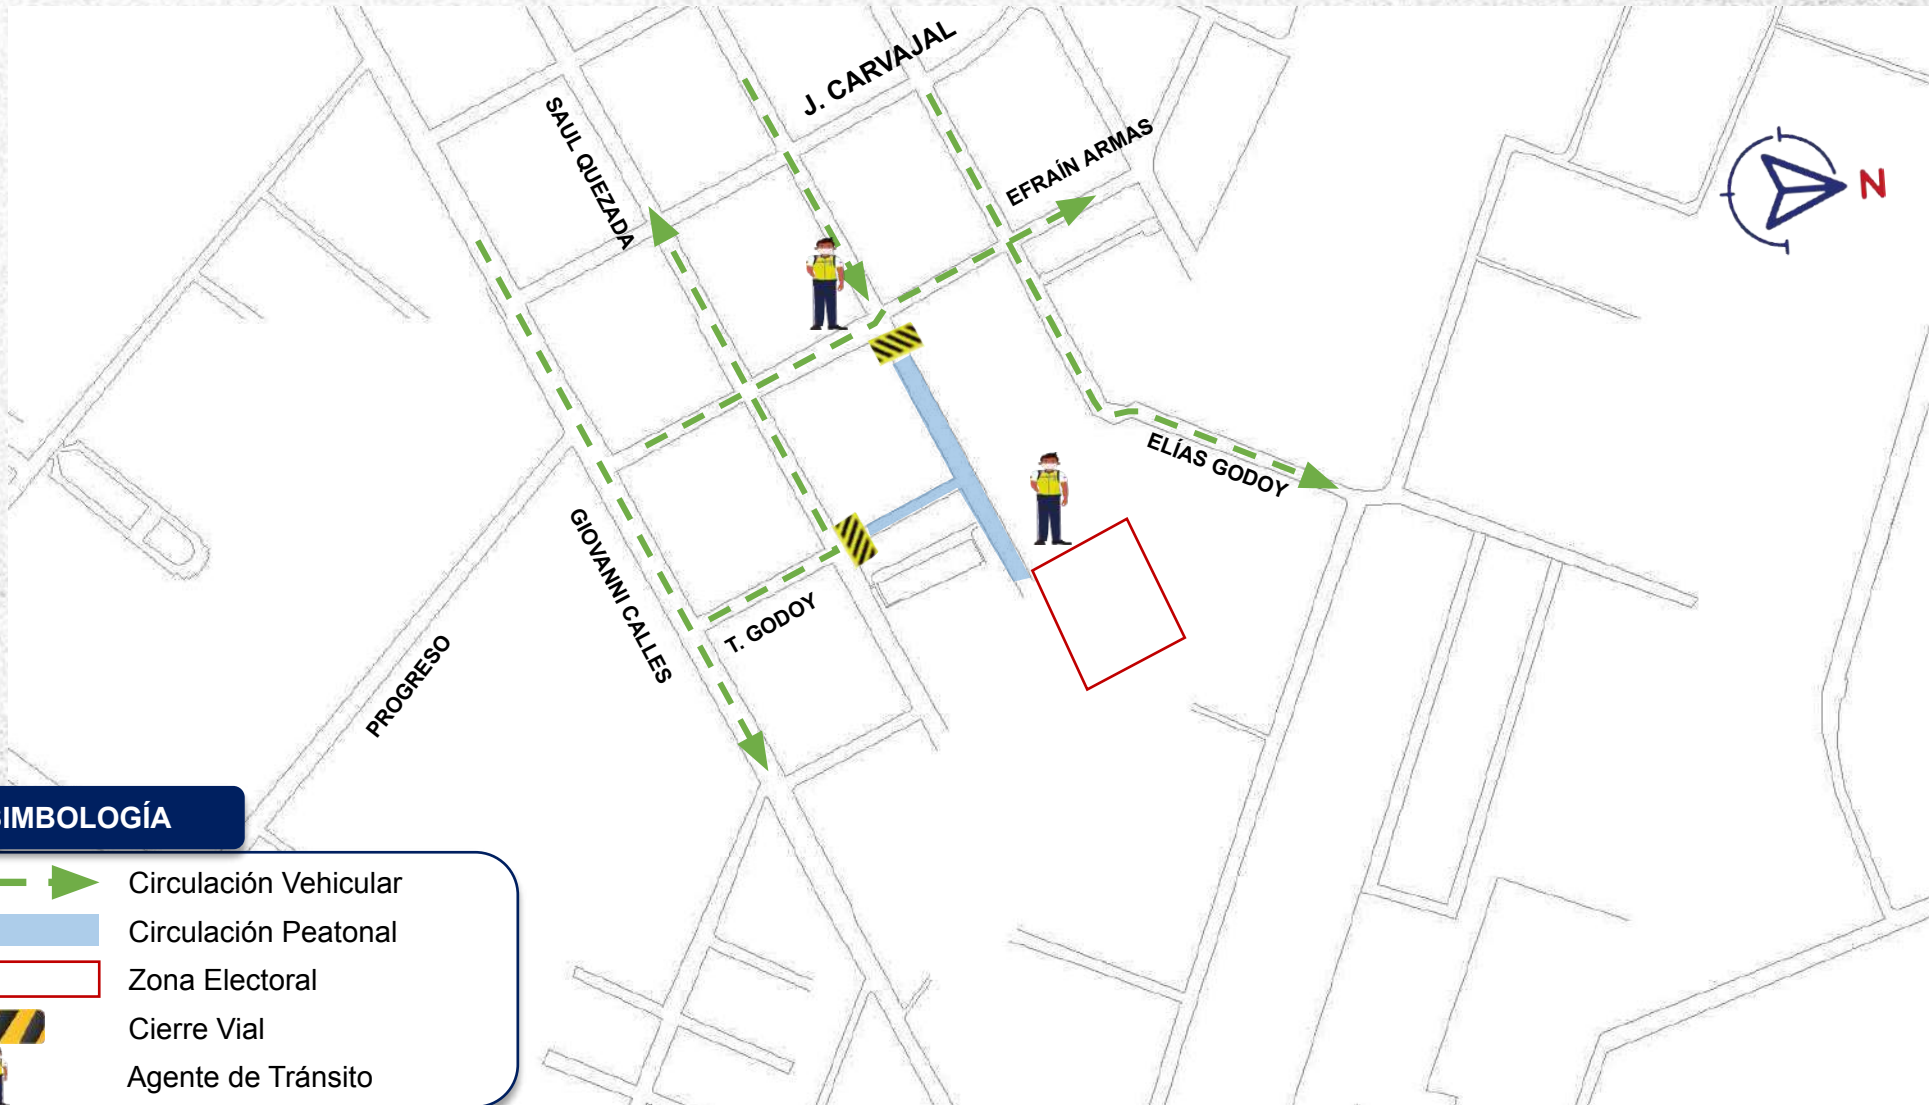 J. CARVAJAL
SAUL QUEZADA
EFRAÍN ARMAS
N
ELÍAS GODOY
GIOVANNI CALLES
T. GODOY
PROGRESO
SIMBOLOGÍA
Circulación Vehicular
Circulación Peatonal
Zona Electoral
Cierre Vial
Agente de Tránsito